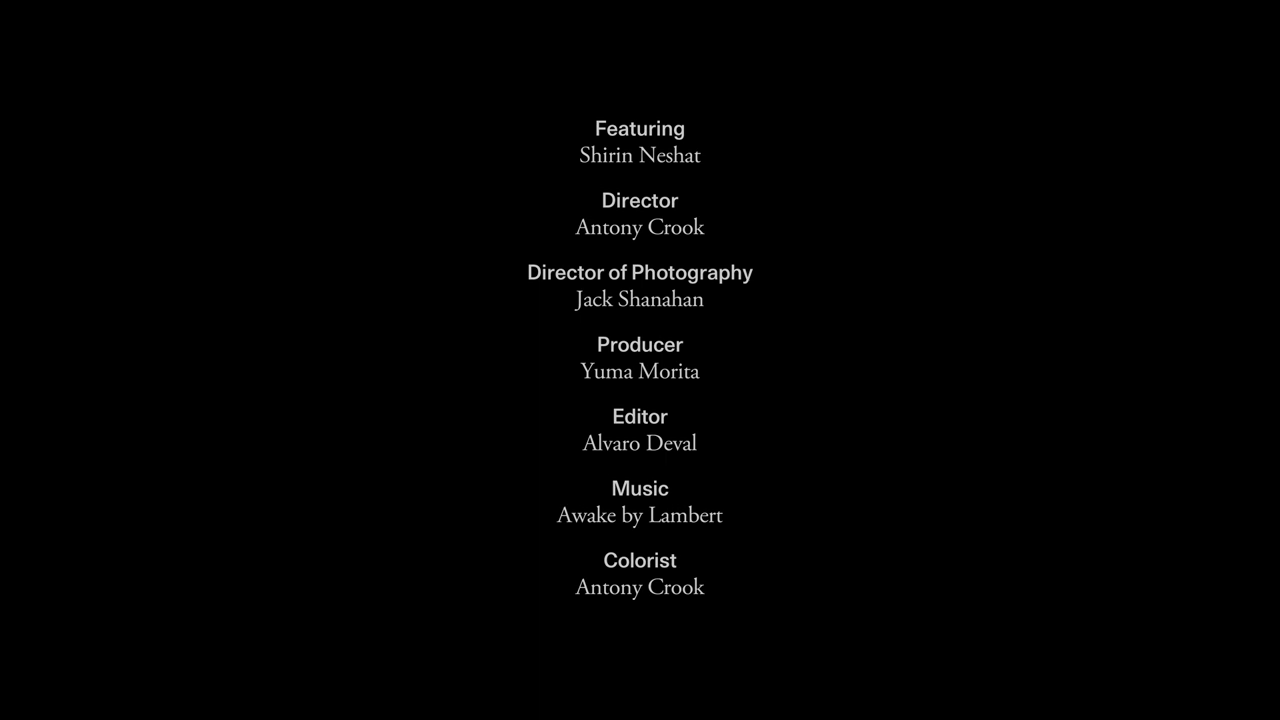 Featuring
Shirin Neshat
Director
Antony Crook
Director of Photography
Jack Shanahan
Producer
Yuma Morita
Editor
Alvaro Deval
Music
Awake by Lambert
Colorist
Antony Crook